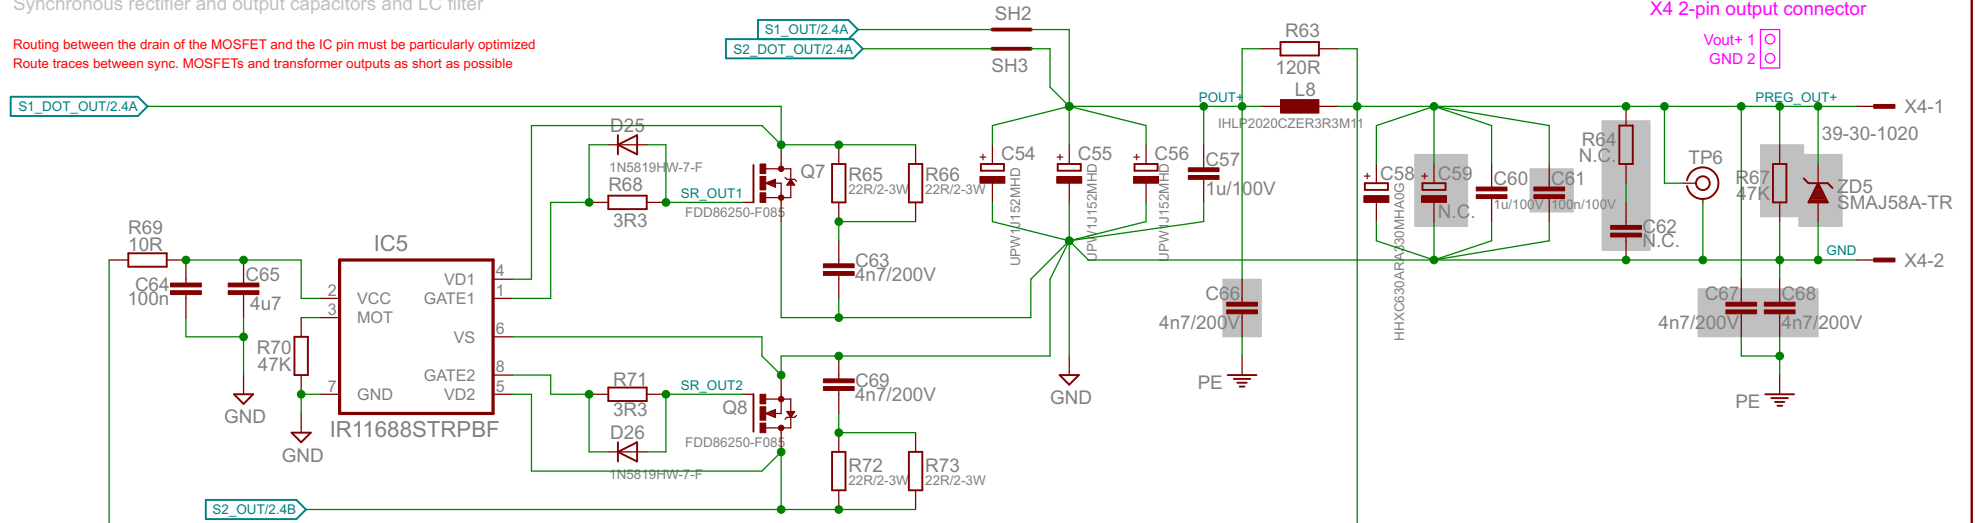 Synchronous rectifier and output capacitors and LC filter
Routing between the drain of the MOSFET and the IC pin must be particularly optimized
Route traces between sync. MOSFETs and transformer outputs as short as possible
S1_OUT/2.4A
S2_DOT_OUT/2.4A
SH2
SH3
R63
120R
L8
IHLP2020CZER3R3M11
POUT+
X4 2-pin output connector
Vout+ 1
GND 2
S1_DOT_OUT/2.4A
D25
1N5819HW-7-F
R68
3R3
SR_OUT1
Q7
FDD86250-F085
R65
22R/2-3W
R66
22R/2-3W
C63
4n7/200V
C54
UPW1J152MHD
C55
UPW1J152MHD
C56
UPW1J152MHD
C57
1u/100V
C58
HHXC630ARA330MHA0G
C59
N.C.
C60
1u/100V
C61
100n/100V
R64
N.C.
C62
N.C.
TP6
R67
47K
ZD5
SMAJ58A-TR
PREG_OUT+
X4-1
39-30-1020
GND
X4-2
R69
10R
C64
100n
C65
4u7
GND
R70
47K
GND
IC5
2 VCC
3 MOT
7 GND
VD1 4
GATE1 1
VS 6
GATE2 8
VD2 5
IR11688STRPBF
R71
3R3
D26
1N5819HW-7-F
SR_OUT2
Q8
FDD86250-F085
C69
4n7/200V
R72
22R/2-3W
R73
22R/2-3W
S2_OUT/2.4B
GND
C66
4n7/200V
PE
C67
4n7/200V
C68
4n7/200V
PE